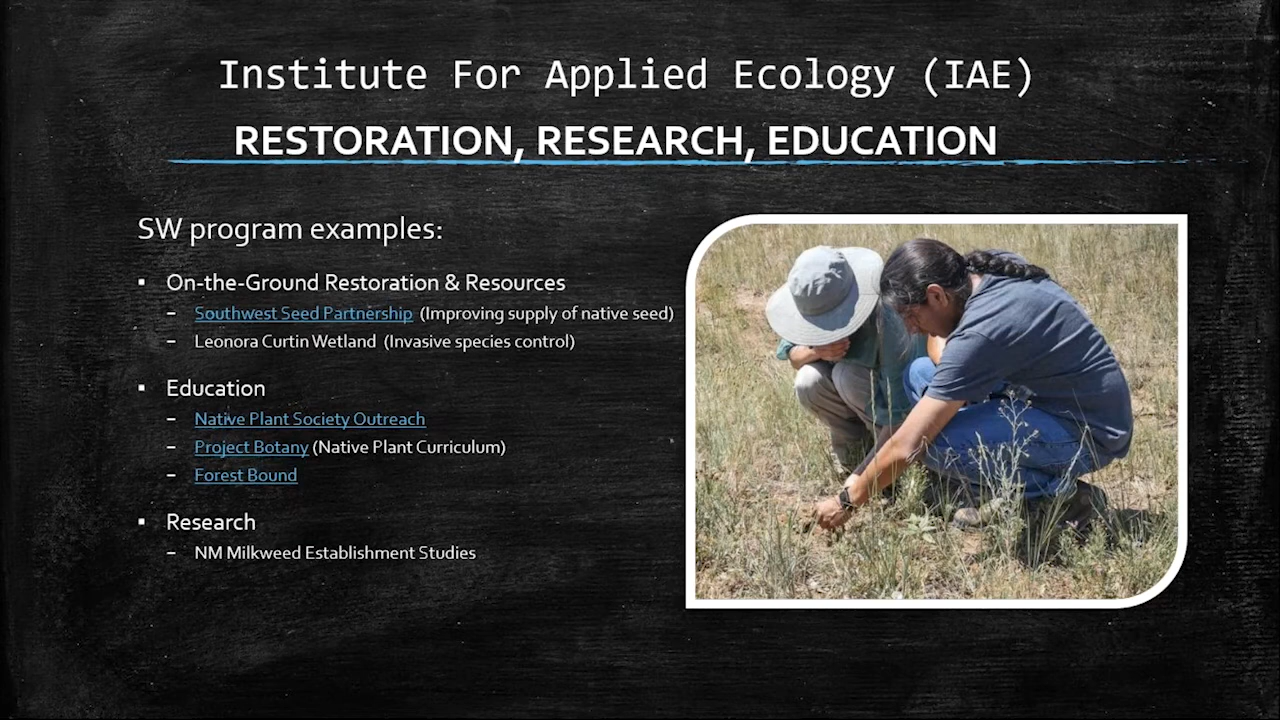 Institute For Applied Ecology (IAE)
RESTORATION, RESEARCH, EDUCATION
SW program examples:
▪ On-the-Ground Restoration & Resources
– Southwest Seed Partnership (Improving supply of native seed)
– Leonora Curtin Wetland (Invasive species control)
▪ Education
– Native Plant Society Outreach
– Project Botany (Native Plant Curriculum)
– Forest Bound
▪ Research
– NM Milkweed Establishment Studies